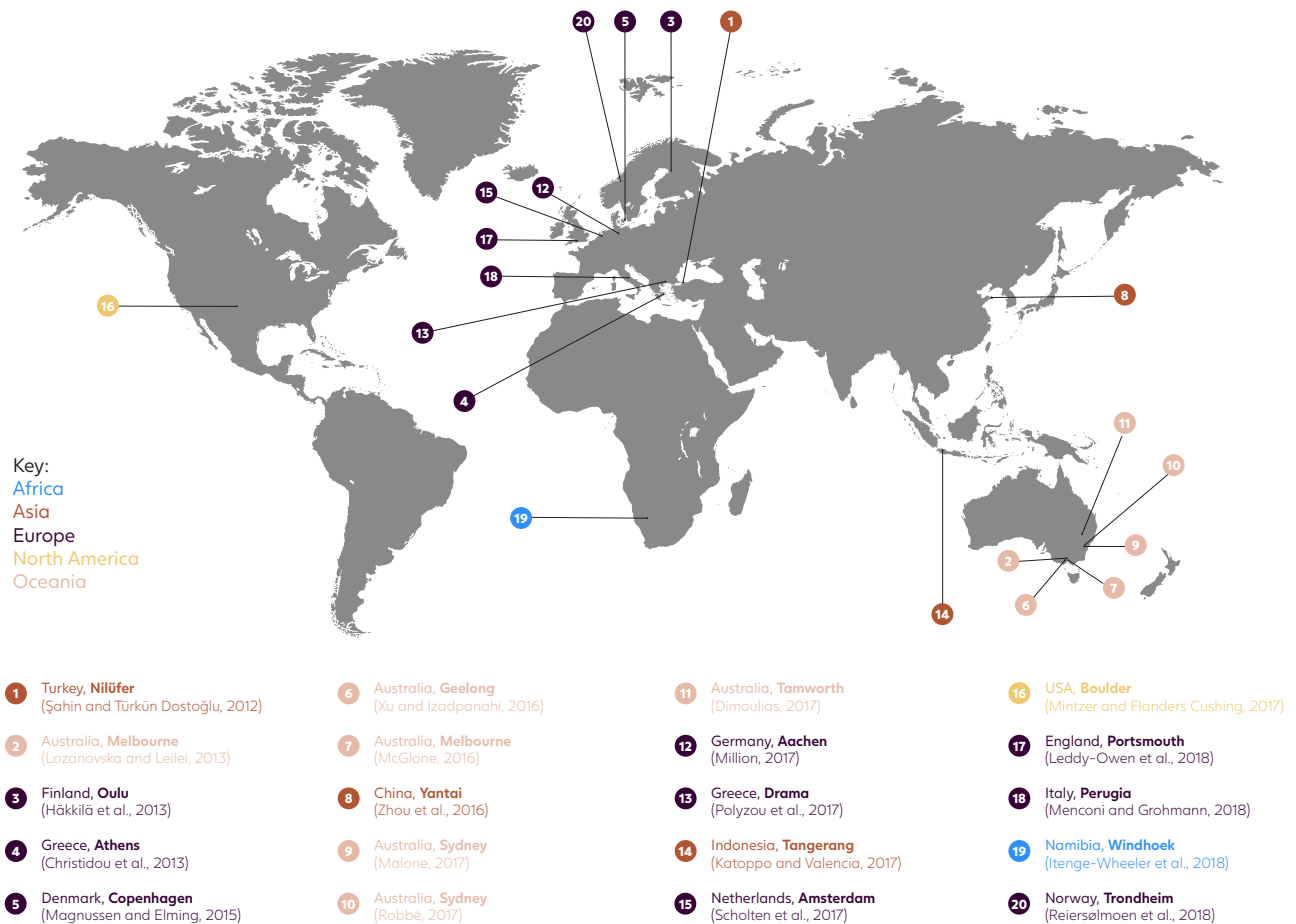 20
5
3
1
15
12
17
18
16
8
13
4
11
10
19
9
2
7
6
14
Key:
Africa
Asia
Europe
North America
Oceania
1 Turkey, Nilüfer
(Şahin and Türkün Dostoğlu, 2012)
2 Australia, Melbourne
(Lozanovska and Leilei, 2013)
3 Finland, Oulu
(Häkkilä et al., 2013)
4 Greece, Athens
(Christidou et al., 2013)
5 Denmark, Copenhagen
(Magnussen and Elming, 2015)
6 Australia, Geelong
(Xu and Izadpanahi, 2016)
7 Australia, Melbourne
(McGlone, 2016)
8 China, Yantai
(Zhou et al., 2016)
9 Australia, Sydney
(Malone, 2017)
10 Australia, Sydney
(Robbé, 2017)
11 Australia, Tamworth
(Dimoulias, 2017)
12 Germany, Aachen
(Million, 2017)
13 Greece, Drama
(Polyzou et al., 2017)
14 Indonesia, Tangerang
(Katoppo and Valencia, 2017)
15 Netherlands, Amsterdam
(Scholten et al., 2017)
16 USA, Boulder
(Mintzer and Flanders Cushing, 2017)
17 England, Portsmouth
(Leddy-Owen et al., 2018)
18 Italy, Perugia
(Menconi and Grohmann, 2018)
19 Namibia, Windhoek
(Itenge-Wheeler et al., 2018)
20 Norway, Trondheim
(Reiersølmoen et al., 2018)